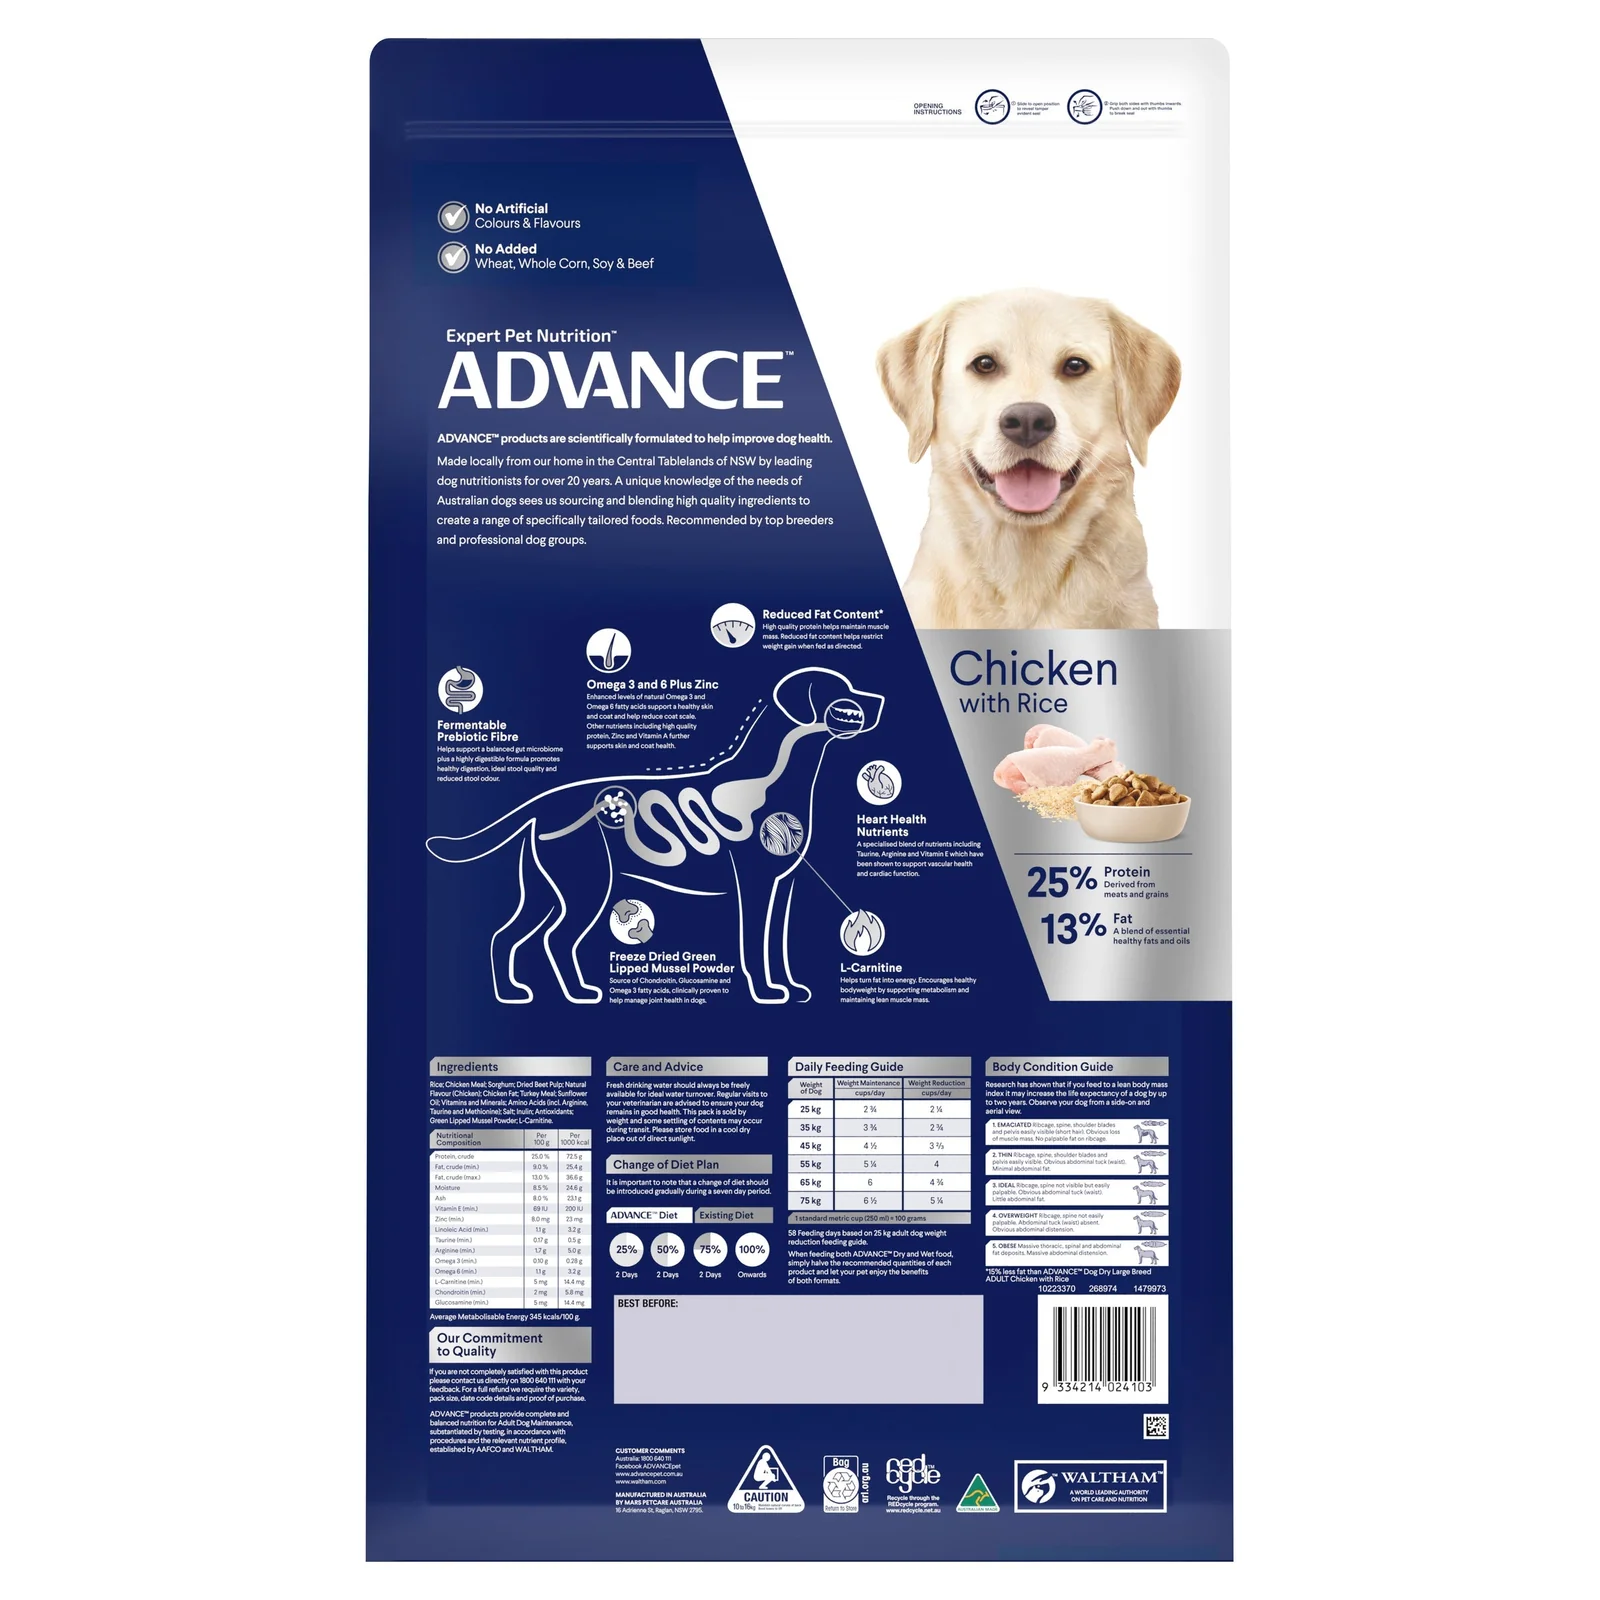 OPENING
INSTRUCTIONS
① Slide to open position
to reveal tamper
evident seal
② Grip both sides with thumbs inwards
Push down and out with thumbs
to break seal
No Artificial
Colours & Flavours
No Added
Wheat, Whole Corn, Soy & Beef
Expert Pet Nutrition™
ADVANCE™
ADVANCE™ products are scientifically formulated to help improve dog health.
Made locally from our home in the Central Tablelands of NSW by leading
dog nutritionists for over 20 years. A unique knowledge of the needs of
Australian dogs sees us sourcing and blending high quality ingredients to
create a range of specifically tailored foods. Recommended by top breeders
and professional dog groups.
Reduced Fat Content*
High quality protein helps maintain muscle
mass. Reduced fat content helps restrict
weight gain when fed as directed.
Omega 3 and 6 Plus Zinc
Enhanced levels of natural Omega 3 and
Omega 6 fatty acids support a healthy skin
and coat and help reduce coat scale.
Other nutrients including high quality
protein, Zinc and Vitamin A further
supports skin and coat health.
Fermentable
Prebiotic Fibre
Helps support a balanced gut microbiome
plus a highly digestible formula promotes
healthy digestion, ideal stool quality and
reduced stool odour.
Heart Health
Nutrients
A specialised blend of nutrients including
Taurine, Arginine and Vitamin E which have
been shown to support vascular health
and cardiac function.
Freeze Dried Green
Lipped Mussel Powder
Source of Chondroitin, Glucosamine and
Omega 3 fatty acids, clinically proven to
help manage joint health in dogs.
L-Carnitine
Helps turn fat into energy. Encourages healthy
bodyweight by supporting metabolism and
maintaining lean muscle mass.
Chicken
with Rice
25% Protein
Derived from
meats and grains
13% Fat
A blend of essential
healthy fats and oils
Ingredients
Rice; Chicken Meal; Sorghum; Dried Beet Pulp; Natural
Flavour (Chicken); Chicken Fat; Turkey Meal; Sunflower
Oil; Vitamins and Minerals; Amino Acids (incl. Arginine,
Taurine and Methionine); Salt; Inulin; Antioxidants;
Green Lipped Mussel Powder; L-Carnitine.
Nutritional Composition Per 100 g Per 1000 kcal
Protein, crude 25.0 % 72.5 g
Fat, crude (min.) 9.0 % 25.4 g
Fat, crude (max.) 13.0 % 36.6 g
Moisture 8.5 % 24.6 g
Ash 8.0 % 23.1 g
Vitamin E (min.) 69 IU 200 IU
Zinc (min.) 8.0 mg 23 mg
Linoleic Acid (min.) 1.1 g 3.2 g
Taurine (min.) 0.17 g 0.5 g
Arginine (min.) 1.7 g 5.0 g
Omega 3 (min.) 0.10 g 0.28 g
Omega 6 (min.) 1.1 g 3.2 g
L-Carnitine (min.) 5 mg 14.4 mg
Chondroitin (min.) 2 mg 5.8 mg
Glucosamine (min.) 5 mg 14.4 mg
Average Metabolisable Energy 345 kcals/100 g.
Our Commitment
to Quality
If you are not completely satisfied with this product
please contact us directly on 1800 640 111 with your
feedback. For a full refund we require the variety,
pack size, date code details and proof of purchase.
ADVANCE™ products provide complete and
balanced nutrition for Adult Dog Maintenance,
substantiated by testing, in accordance with
procedures and the relevant nutrient profile,
established by AAFCO and WALTHAM.
Care and Advice
Fresh drinking water should always be freely
available for ideal water turnover. Regular visits to
your veterinarian are advised to ensure your dog
remains in good health. This pack is sold by
weight and some settling of contents may occur
during transit. Please store food in a cool dry
place out of direct sunlight.
Change of Diet Plan
It is important to note that a change of diet should
be introduced gradually during a seven day period.
ADVANCE™ Diet Existing Diet
25% 50% 75% 100%
2 Days 2 Days 2 Days Onwards
Daily Feeding Guide
Weight of Dog Weight Maintenance cups/day Weight Reduction cups/day
25 kg 2 ¾ 2 ¼
35 kg 3 ¾ 2 ¾
45 kg 4 ½ 3 ⅓
55 kg 5 ¼ 4
65 kg 6 4 ¾
75 kg 6 ½ 5 ¼
1 standard metric cup (250 ml) = 100 grams
58 Feeding days based on 25 kg adult dog weight
reduction feeding guide.
When feeding both ADVANCE™ Dry and Wet food,
simply halve the recommended quantities of each
product and let your pet enjoy the benefits
of both formats.
Body Condition Guide
Research has shown that if you feed to a lean body mass
index it may increase the life expectancy of a dog by up
to two years. Observe your dog from a side-on and
aerial view.
1. EMACIATED Ribcage, spine, shoulder blades
and pelvis easily visible (short hair). Obvious loss
of muscle mass. No palpable fat on ribcage.
2. THIN Ribcage, spine, shoulder blades and
pelvis easily visible. Obvious abdominal tuck (waist).
Minimal abdominal fat.
3. IDEAL Ribcage, spine not visible but easily
palpable. Obvious abdominal tuck (waist).
Little abdominal fat.
4. OVERWEIGHT Ribcage, spine not easily
palpable. Abdominal tuck (waist) absent.
Obvious abdominal distension.
5. OBESE Massive thoracic, spinal and abdominal
fat deposits. Massive abdominal distension.
*15% less fat than ADVANCE™ Dog Dry Large Breed
ADULT Chicken with Rice
10223370 268974 1479973
BEST BEFORE:
9 334214 024103
CUSTOMER COMMENTS
Australia: 1800 640 111
Facebook ADVANCEpet
www.advancepet.com.au
www.waltham.com
MANUFACTURED IN AUSTRALIA
BY MARS PETCARE AUSTRALIA
16 Adrienne St, Raglan, NSW 2795.
CAUTION
10 to 16kg
Bag
Return to Store
arl.org.au
red
cycle™
Recycle through the
REDcycle program.
www.redcycle.net.au
AUSTRALIAN MADE
WALTHAM™
A WORLD LEADING AUTHORITY
ON PET CARE AND NUTRITION